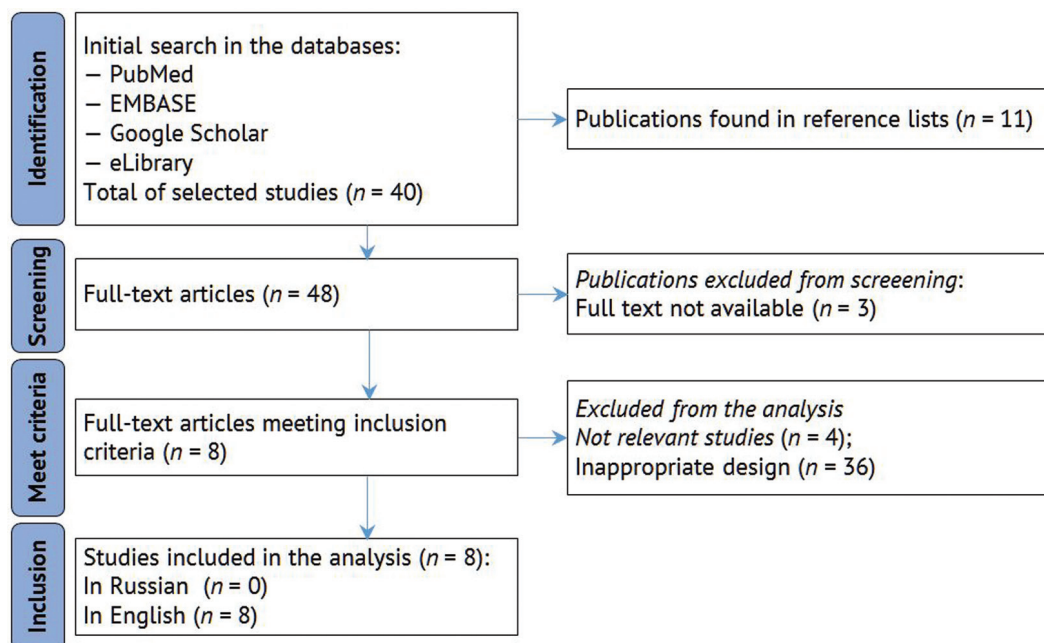 Identification
Initial search in the databases:
— PubMed
— EMBASE
— Google Scholar
— eLibrary
Total of selected studies (n = 40)
Publications found in reference lists (n = 11)
Screening
Full-text articles (n = 48)
Publications excluded from screeening:
Full text not available (n = 3)
Meet criteria
Full-text articles meeting inclusion
criteria (n = 8)
Excluded from the analysis
Not relevant studies (n = 4);
Inappropriate design (n = 36)
Inclusion
Studies included in the analysis (n = 8):
In Russian (n = 0)
In English (n = 8)